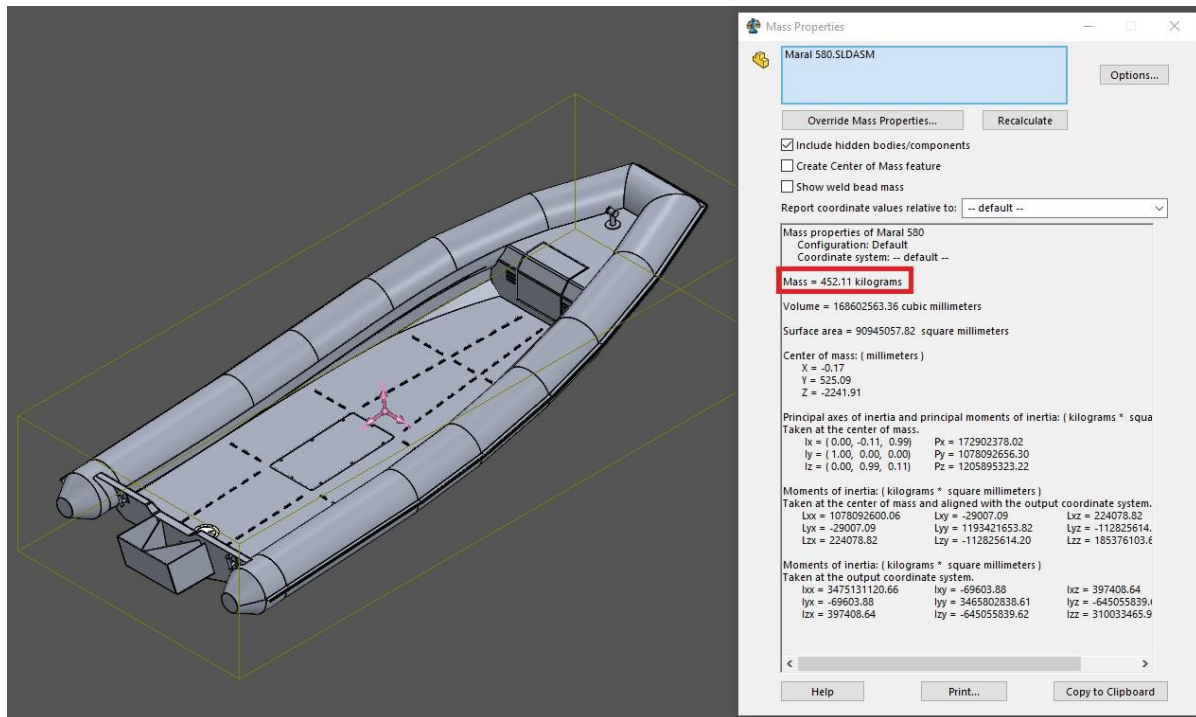 Mass Properties
Maral 580.SLDASM
Options...
Override Mass Properties... Recalculate
Include hidden bodies/components
Create Center of Mass feature
Show weld bead mass
Report coordinate values relative to: -- default --
Mass properties of Maral 580
Configuration: Default
Coordinate system: -- default --
Mass = 452.11 kilograms
Volume = 168602563.36 cubic millimeters
Surface area = 90945057.82 square millimeters
Center of mass: ( millimeters )
X = -0.17
Y = 525.09
Z = -2241.91
Principal axes of inertia and principal moments of inertia: ( kilograms * squa
Taken at the center of mass.
Ix = ( 0.00, -0.11, 0.99) Px = 172902378.02
Iy = ( 1.00, 0.00, 0.00) Py = 1078092656.30
Iz = ( 0.00, 0.99, 0.11) Pz = 1205895323.22
Moments of inertia: ( kilograms * square millimeters )
Taken at the center of mass and aligned with the output coordinate system.
Lxx = 1078092600.06 Lxy = -29007.09 Lxz = 224078.82
Lyx = -29007.09 Lyy = 1193421653.82 Lyz = -112825614.
Lzx = 224078.82 Lzy = -112825614.20 Lzz = 185376103.6
Moments of inertia: ( kilograms * square millimeters )
Taken at the output coordinate system.
Ixx = 3475131120.66 Ixy = -69603.88 Ixz = 397408.64
Iyx = -69603.88 Iyy = 3465802838.61 Iyz = -645055839.
Izx = 397408.64 Izy = -645055839.62 Izz = 310033465.9
Help Print... Copy to Clipboard